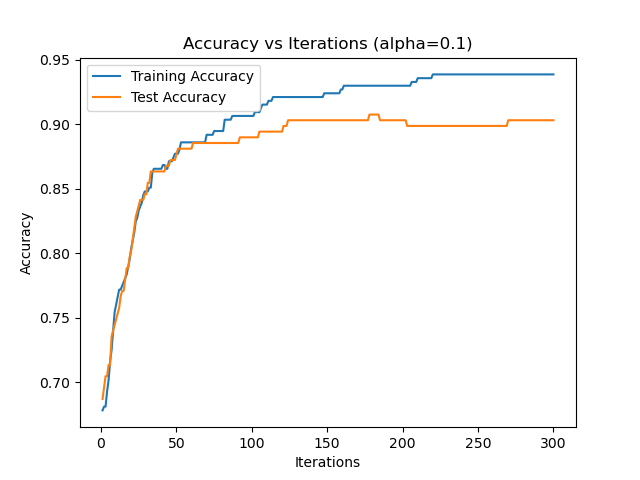 Accuracy vs Iterations (alpha=0.1)
Training Accuracy
Test Accuracy
0.95
0.90
0.85
0.80
0.75
0.70
Accuracy
0 50 100 150 200 250 300
Iterations